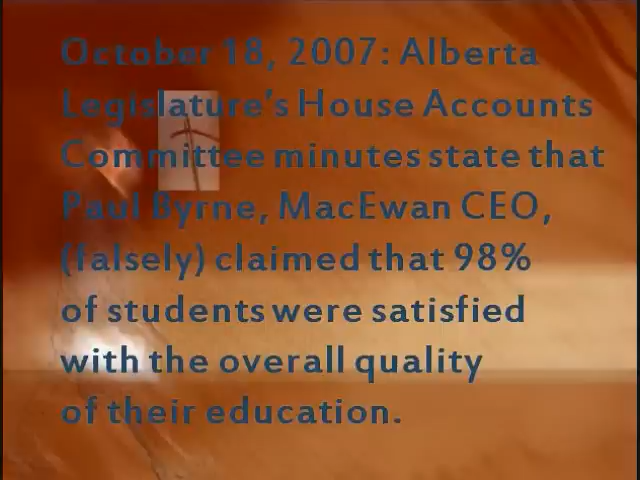 October 18, 2007: Alberta
Legislature's House Accounts
Committee minutes state that
Paul Byrne, MacEwan CEO,
(falsely) claimed that 98%
of students were satisfied
with the overall quality
of their education.